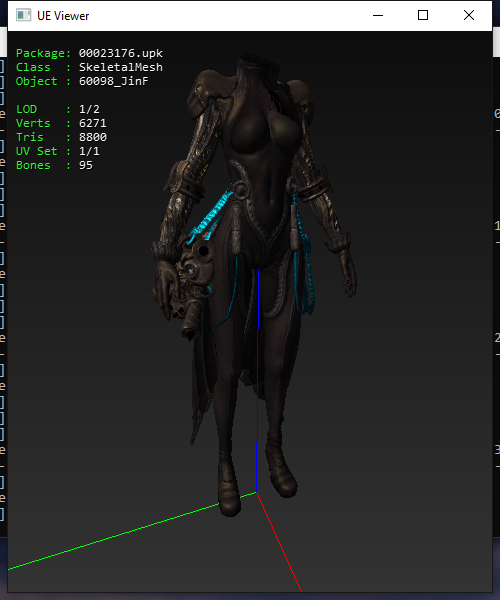 UE Viewer
Package: 00023176.upk
Class : SkeletalMesh
Object : 60098_JinF
LOD : 1/2
Verts : 6271
Tris : 8800
UV Set : 1/1
Bones : 95